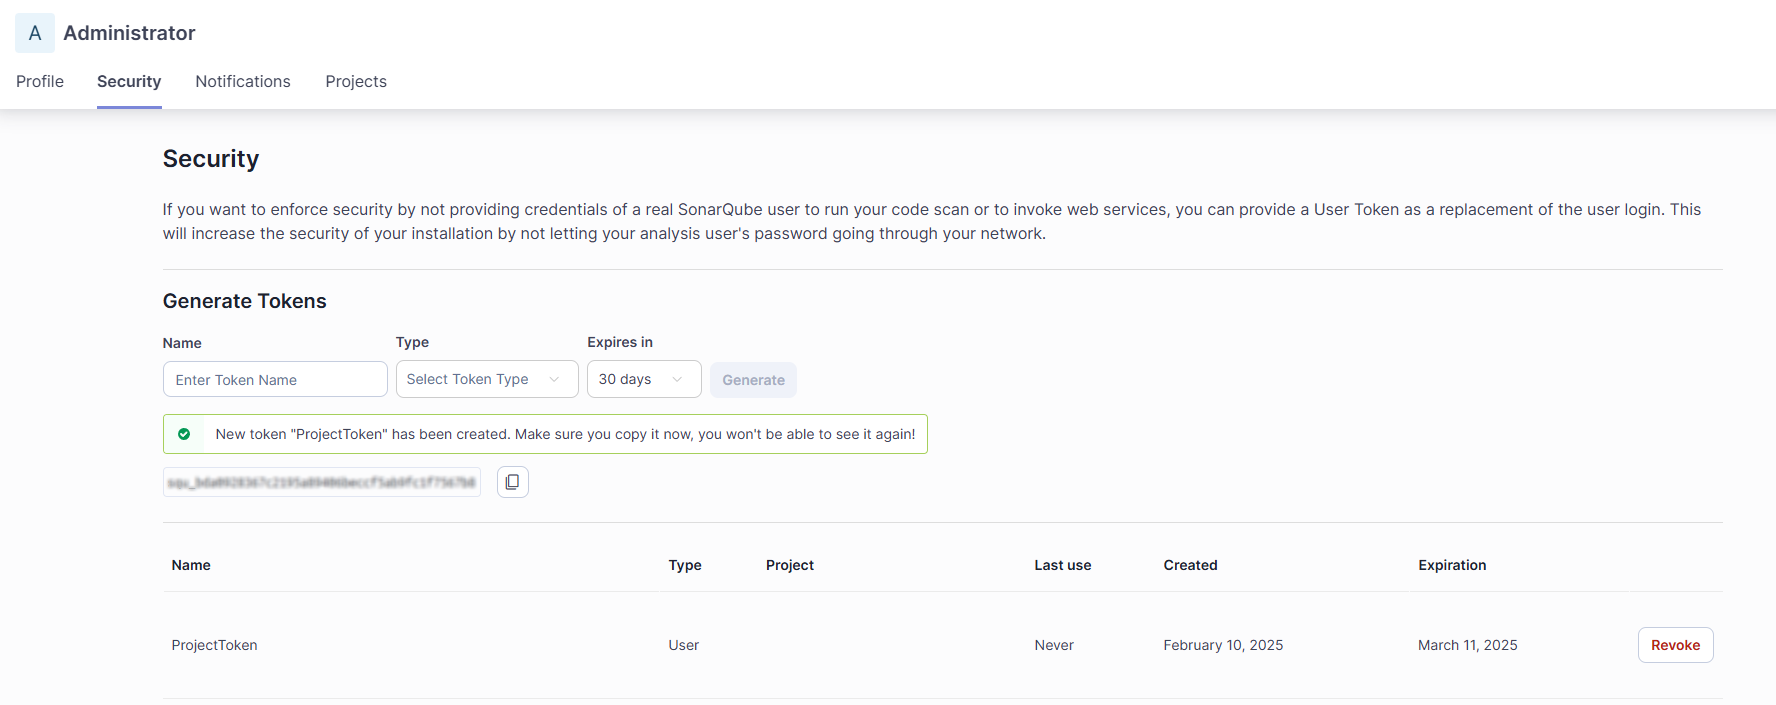 A Administrator
Profile Security Notifications Projects
Security
If you want to enforce security by not providing credentials of a real SonarQube user to run your code scan or to invoke web services, you can provide a User Token as a replacement of the user login. This
will increase the security of your installation by not letting your analysis user's password going through your network.
Generate Tokens
Name Type Expires in
Enter Token Name Select Token Type 30 days Generate
New token "ProjectToken" has been created. Make sure you copy it now, you won't be able to see it again!
Name Type Project Last use Created Expiration
ProjectToken User Never February 10, 2025 March 11, 2025 Revoke